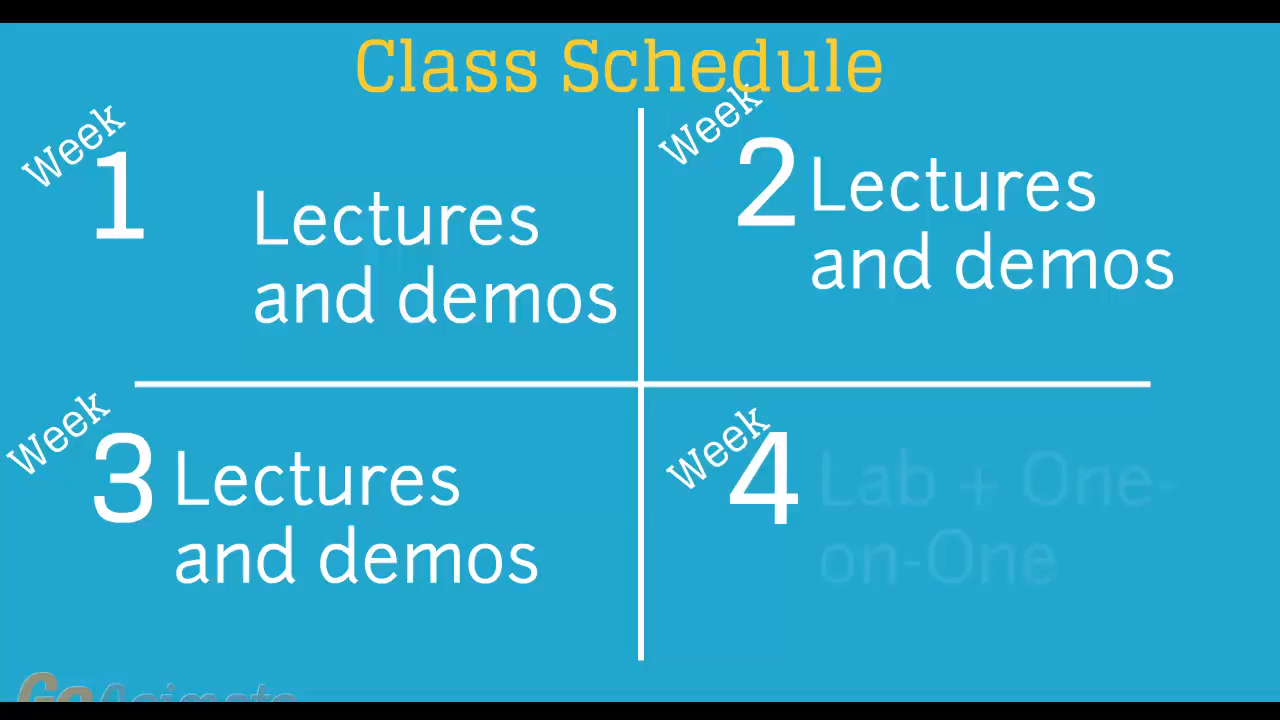 Class Schedule
Week
1
Lectures
and demos
Week
2
Lectures
and demos
Week
3
Lectures
and demos
Week
4
Lab + One-
on-One
GoAnimate